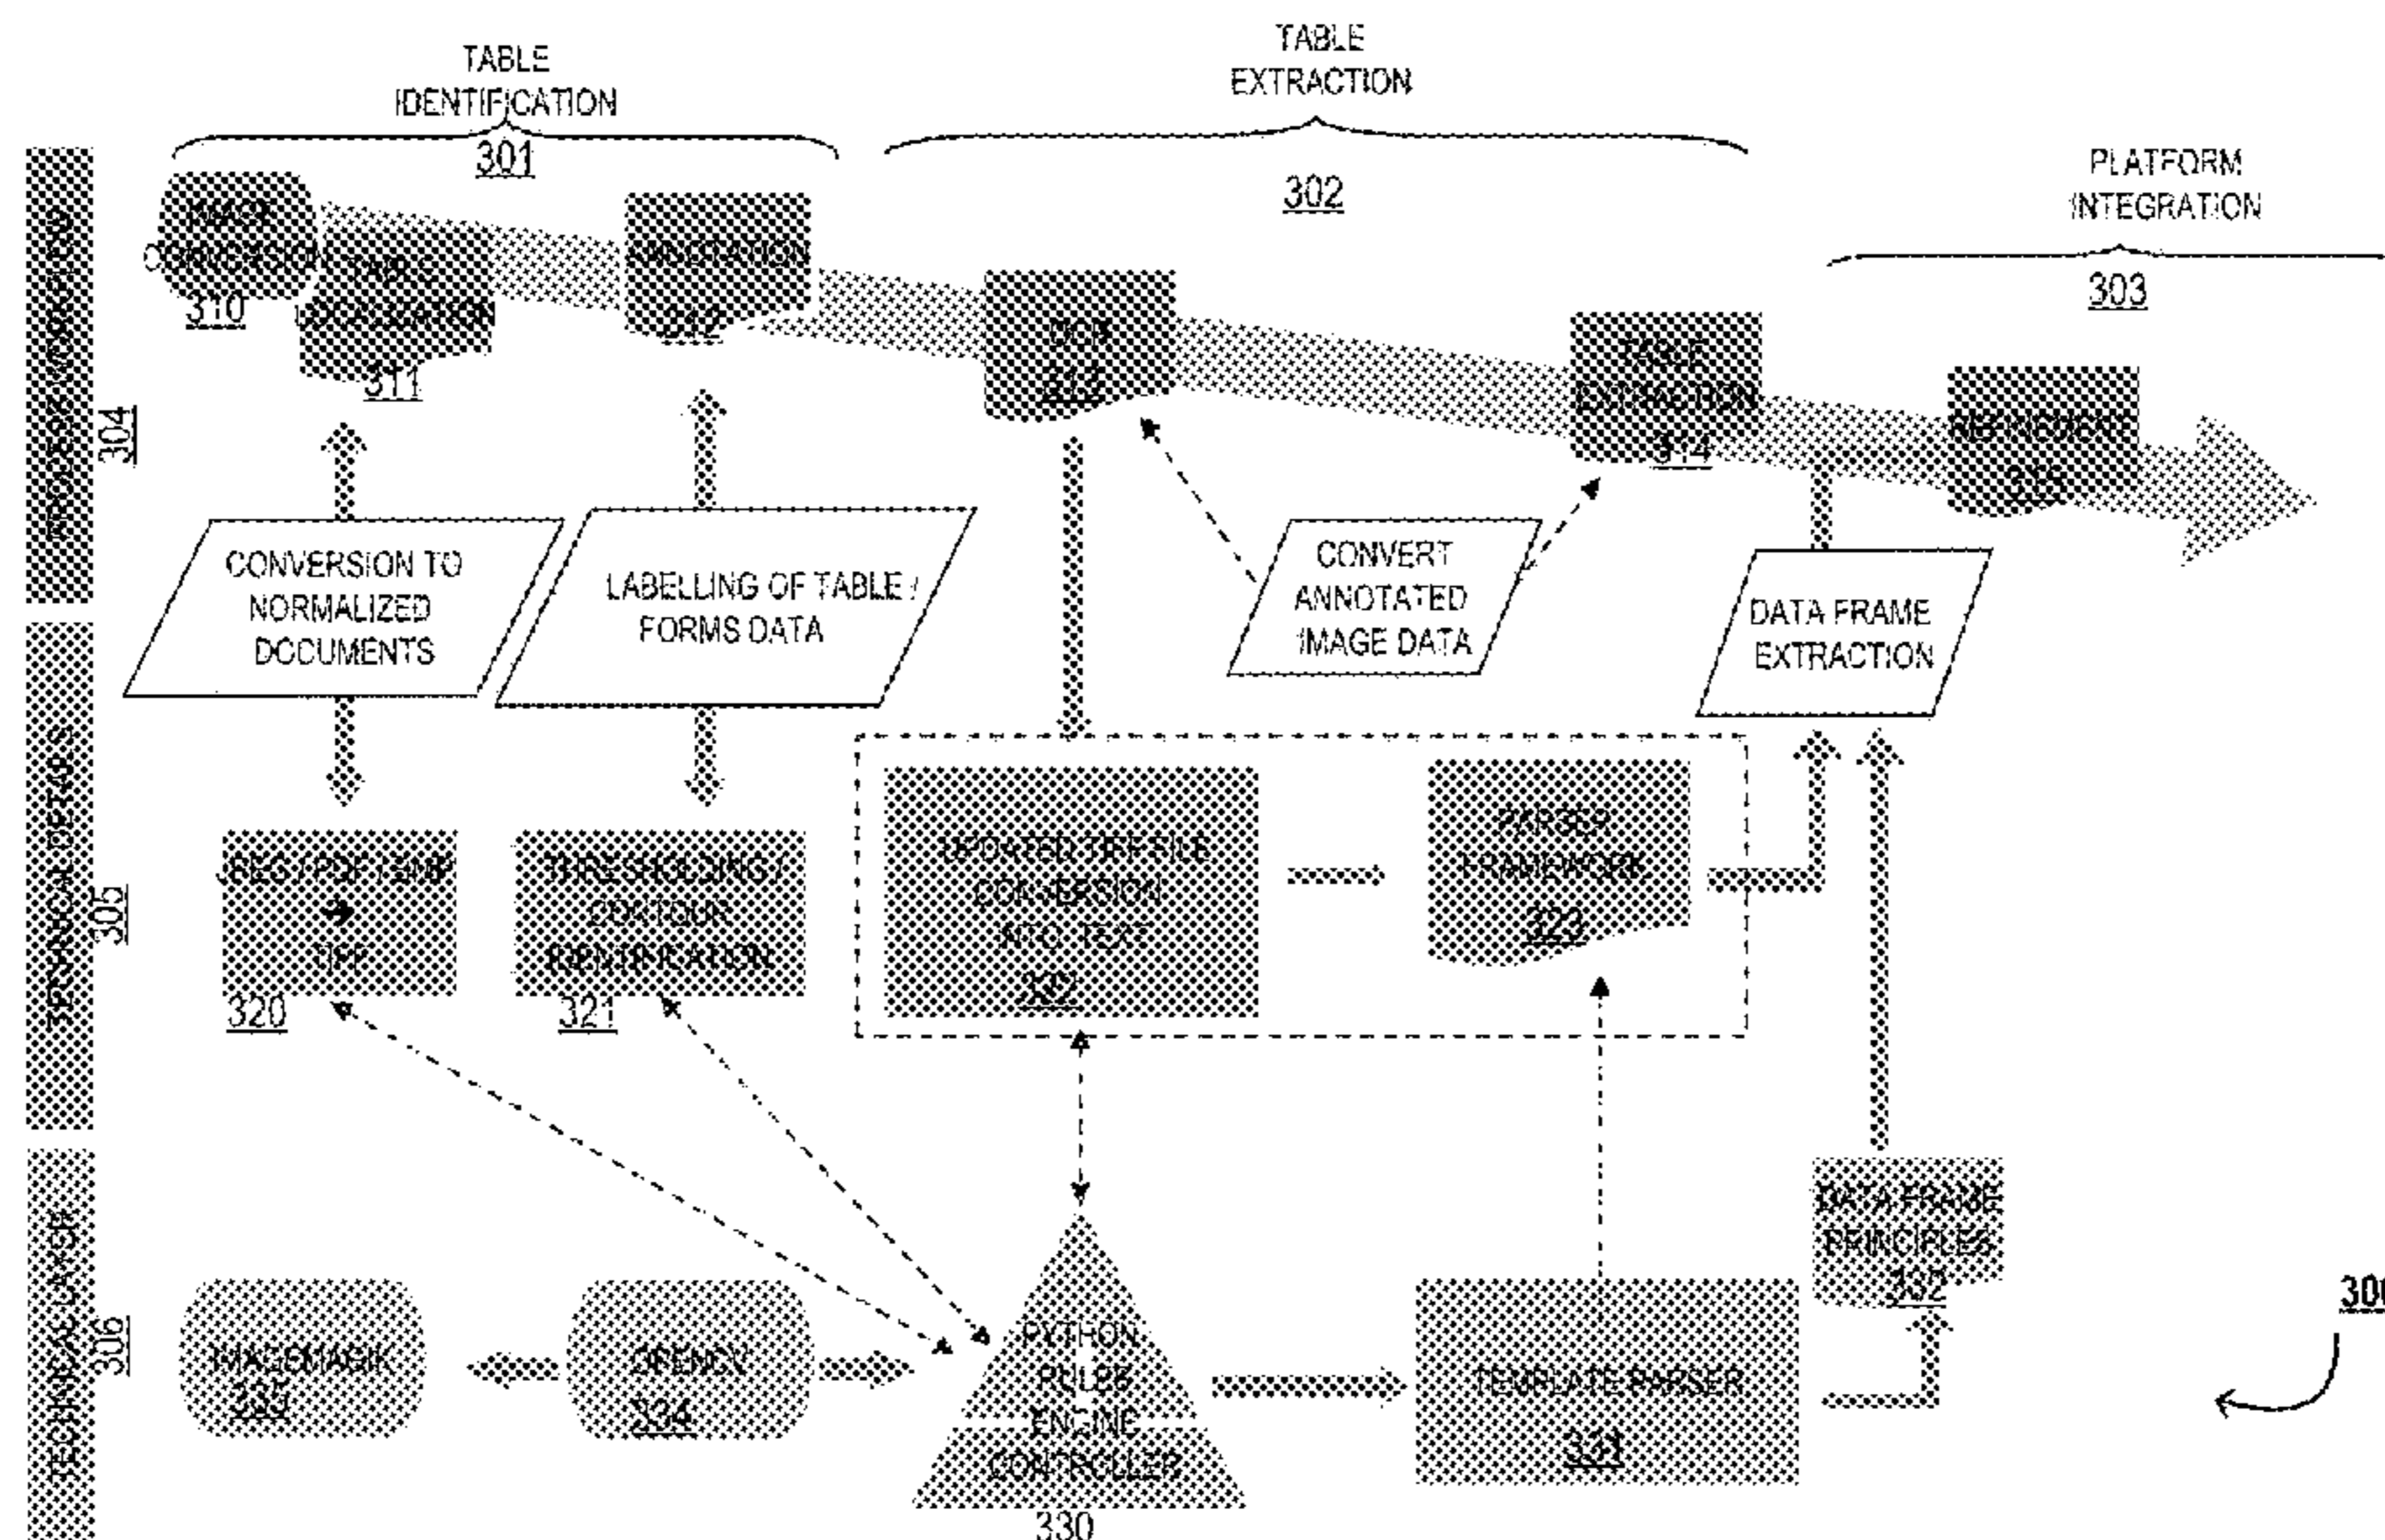 TABLE
IDENTIFICATION
301
TABLE
EXTRACTION
302
PLATFORM
INTEGRATION
303
PROCESS WORKFLOW
304
IMAGE
CONVERSION
310
TABLE
LOCALIZATION
311
ANNOTATION
312
OCR
313
TABLE
EXTRACTION
314
REFINEMENT
315
CONVERSION TO
NORMALIZED
DOCUMENTS
LABELLING OF TABLE /
FORMS DATA
CONVERT
ANNOTATED
IMAGE DATA
DATA FRAME
EXTRACTION
TECHNICAL DETAILS
305
JPEG / PDF / BMP
➔
TIFF
320
THRESHOLDING /
CONTOUR
IDENTIFICATION
321
UPDATED TIFF FILE
CONVERSION
INTO TEXT
322
PARSER
FRAMEWORK
323
TECHNICAL LAYER
306
IMAGEMAGIK
335
OPENCV
334
PYTHON
RULES
ENGINE
CONTROLLER
330
TEMPLATE PARSER
331
DATA FRAME
PRINCIPLES
332
300